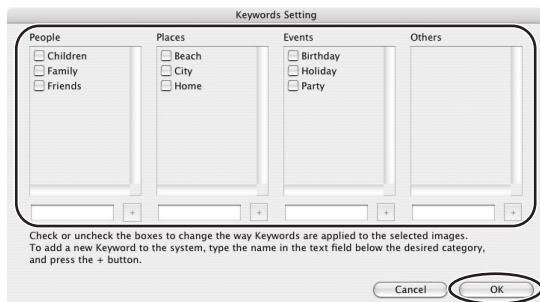 Keywords Setting
People
Places
Events
Others
Children
Family
Friends
Beach
City
Home
Birthday
Holiday
Party
+
+
+
+
Check or uncheck the boxes to change the way Keywords are applied to the selected images.
To add a new Keyword to the system, type the name in the text field below the desired category,
and press the + button.
Cancel
OK